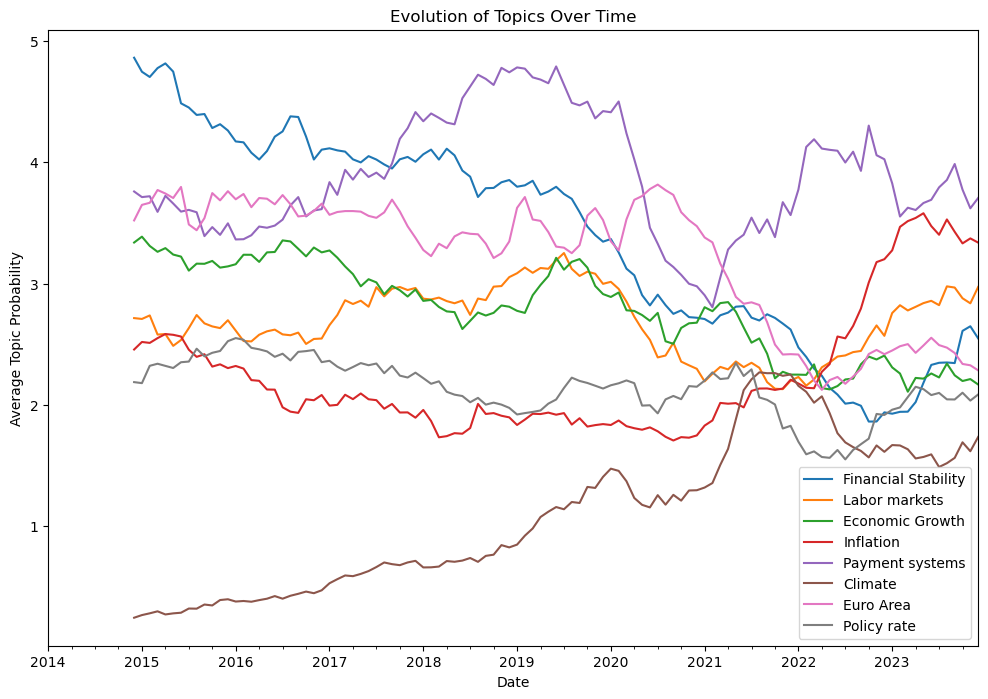 Evolution of Topics Over Time
Average Topic Probability
5
4
3
2
1
Financial Stability
Labor markets
Economic Growth
Inflation
Payment systems
Climate
Euro Area
Policy rate
2014 2015 2016 2017 2018 2019 2020 2021 2022 2023
Date